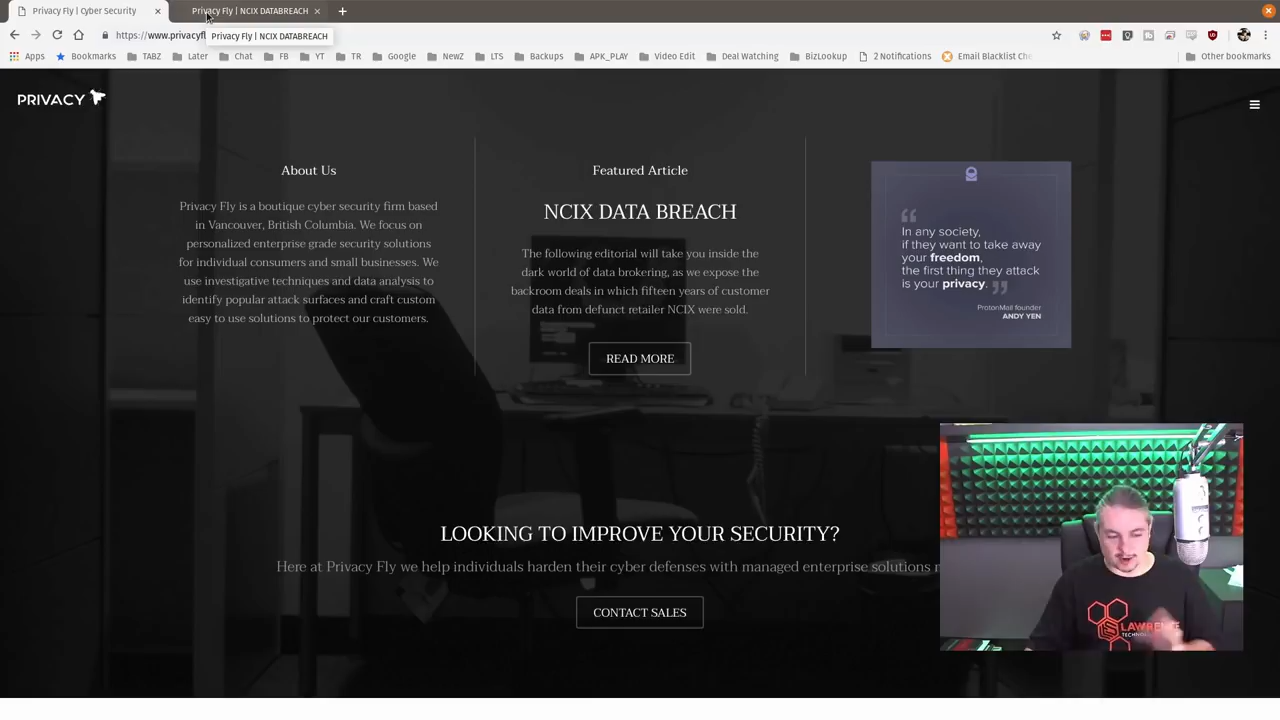 Privacy Fly | Cyber Security
Privacy Fly | NCIX DATABREACH
https://www.privacyfl
Privacy Fly | NCIX DATABREACH
Apps
Bookmarks
TABZ
Later
Chat
FB
YT
TR
Google
NewZ
LTS
Backups
APK_PLAY
Video Edit
Deal Watching
BizLookup
2 Notifications
Email Blacklist Che
Other bookmarks
PRIVACY
About Us
Privacy Fly is a boutique cyber security firm based
in Vancouver, British Columbia. We focus on
personalized enterprise grade security solutions
for individual consumers and small businesses. We
use investigative techniques and data analysis to
identify popular attack surfaces and craft custom
easy to use solutions to protect our customers.
Featured Article
NCIX DATA BREACH
The following editorial will take you inside the
dark world of data brokering, as we expose the
backroom deals in which fifteen years of customer
data from defunct retailer NCIX were sold.
READ MORE
“
In any society,
if they want to take away
your freedom,
the first thing they attack
is your privacy. ”
ProtonMail founder
ANDY YEN
LOOKING TO IMPROVE YOUR SECURITY?
Here at Privacy Fly we help individuals harden their cyber defenses with managed enterprise solutions
CONTACT SALES
LAWRENCE